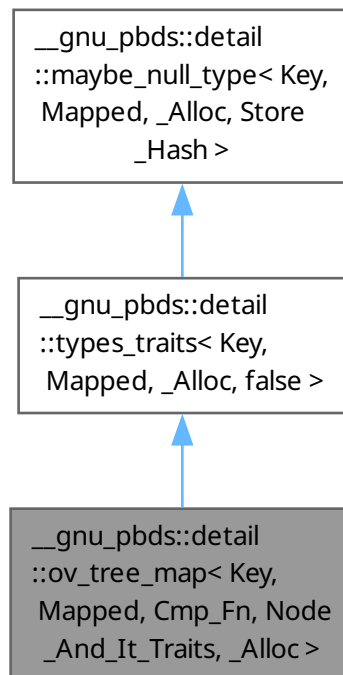 __gnu_pbds::detail
::maybe_null_type< Key,
Mapped, _Alloc, Store
_Hash >
__gnu_pbds::detail
::types_traits< Key,
Mapped, _Alloc, false >
__gnu_pbds::detail
::ov_tree_map< Key,
Mapped, Cmp_Fn, Node
_And_It_Traits, _Alloc >